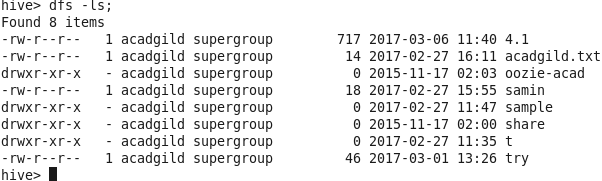 hive> dfs -ls;
Found 8 items
-rw-r--r--   1 acadgild supergroup        717 2017-03-06 11:40 4.1
-rw-r--r--   1 acadgild supergroup         14 2017-02-27 16:11 acadgild.txt
drwxr-xr-x   - acadgild supergroup          0 2015-11-17 02:03 oozie-acad
-rw-r--r--   1 acadgild supergroup         18 2017-02-27 15:55 samin
drwxr-xr-x   - acadgild supergroup          0 2017-02-27 11:47 sample
drwxr-xr-x   - acadgild supergroup          0 2015-11-17 02:00 share
drwxr-xr-x   - acadgild supergroup          0 2017-02-27 11:35 t
-rw-r--r--   1 acadgild supergroup         46 2017-03-01 13:26 try
hive>